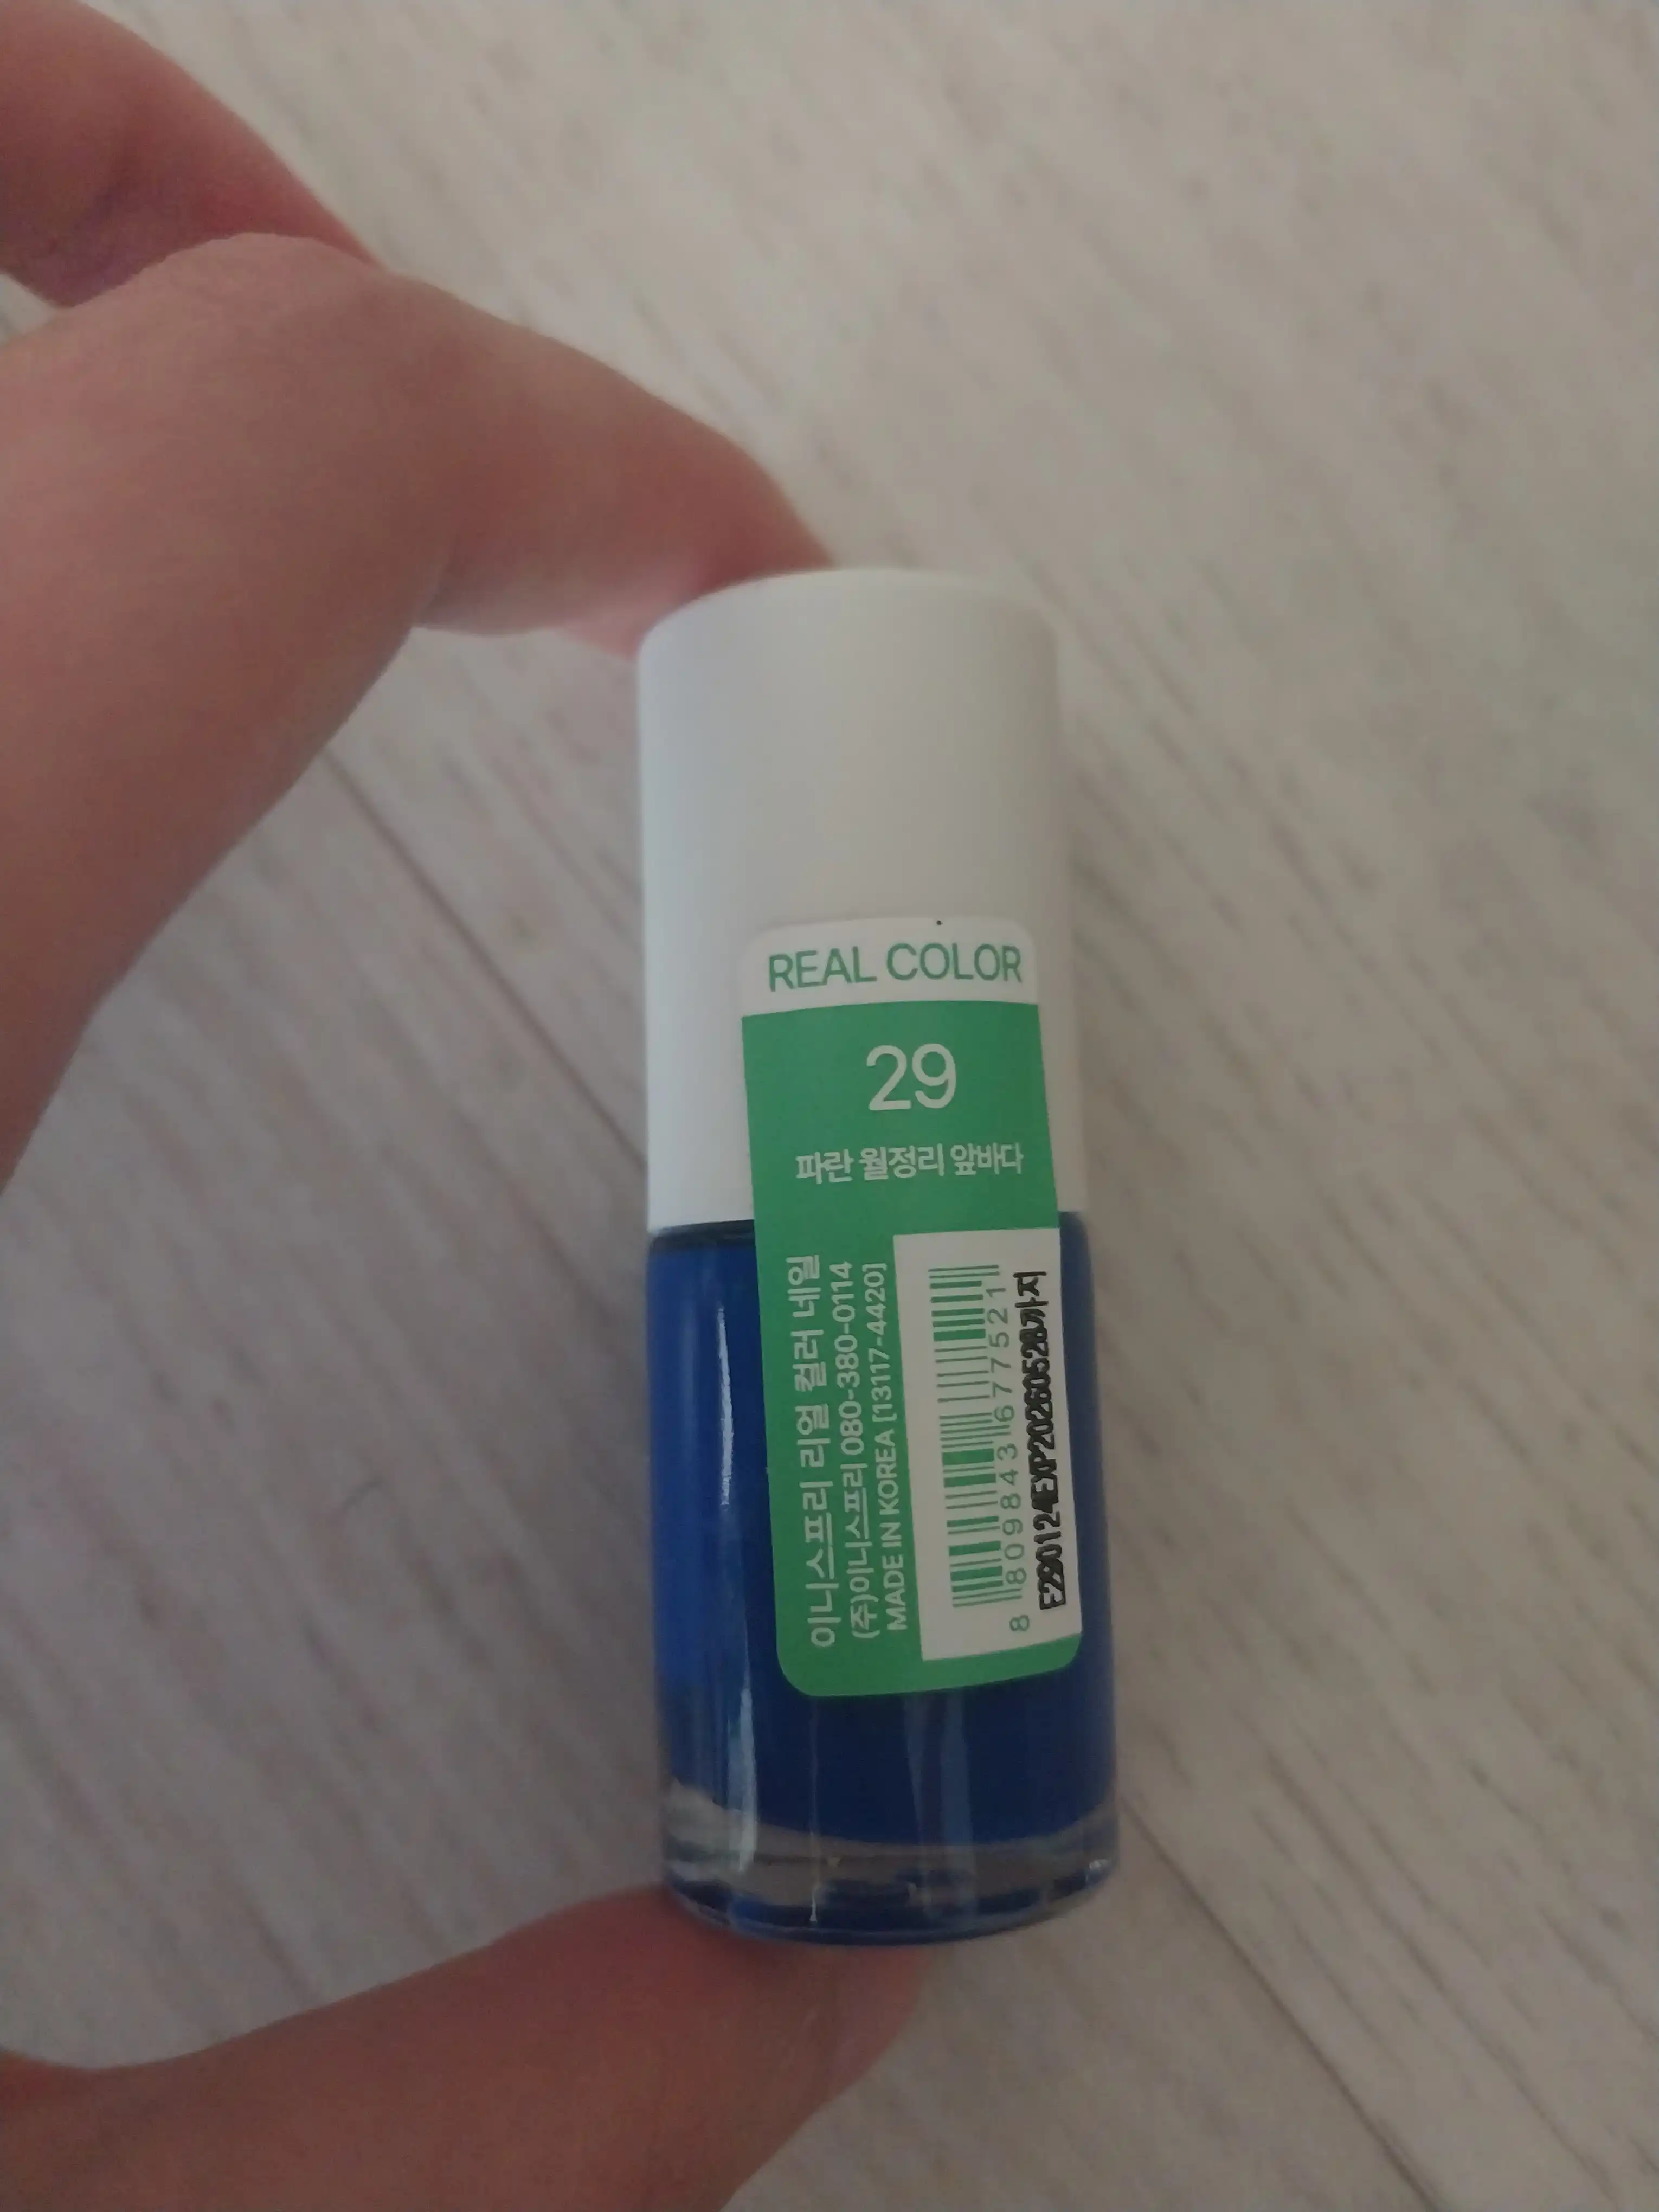 REAL COLOR
29
파란 월정리 앞바다
이니스프리 리얼 컬러 네일
(주)이니스프리 080-380-0114
MADE IN KOREA [13117-4420]
8 809843 677521
E290124EXP20260528까지